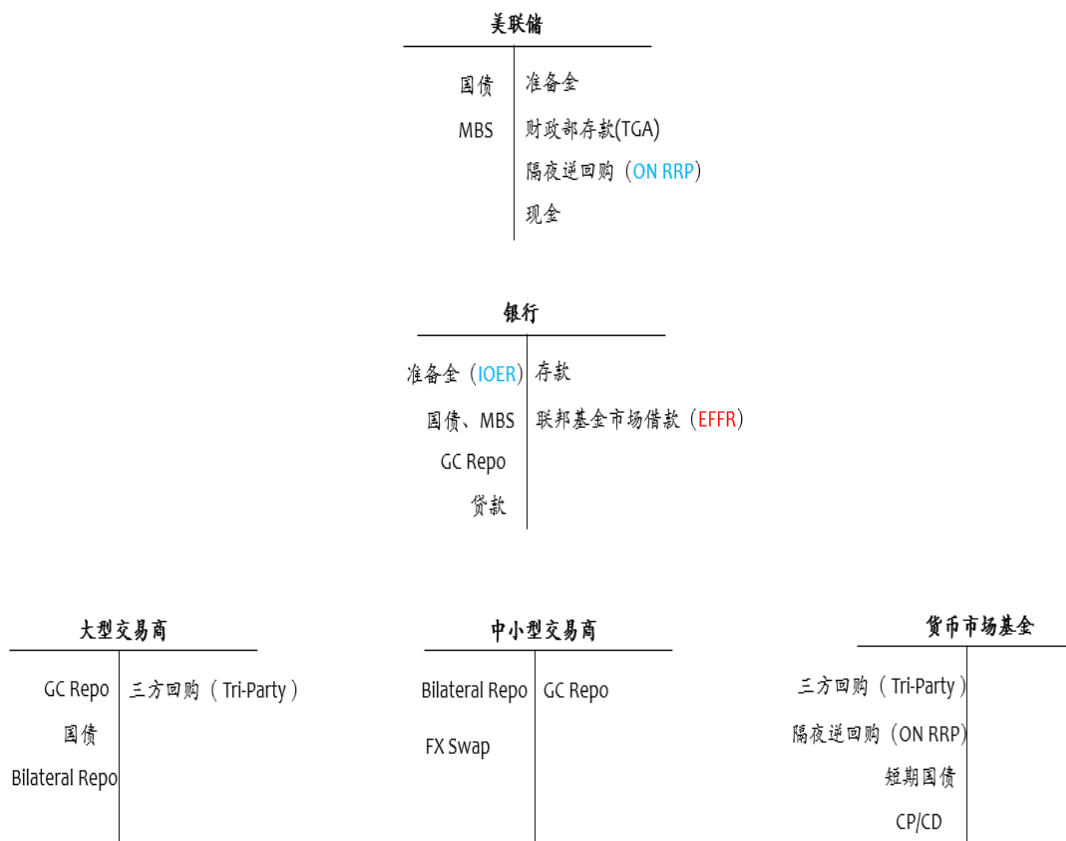 美联储
国债 准备金
MBS 财政部存款(TGA)
隔夜逆回购（ON RRP）
现金
银行
准备金（IOER） 存款
国债、MBS 联邦基金市场借款（EFFR）
GC Repo
贷款
大型交易商
GC Repo 三方回购（Tri-Party）
国债
Bilateral Repo
中小型交易商
Bilateral Repo GC Repo
FX Swap
货币市场基金
三方回购（Tri-Party）
隔夜逆回购（ON RRP）
短期国债
CP/CD